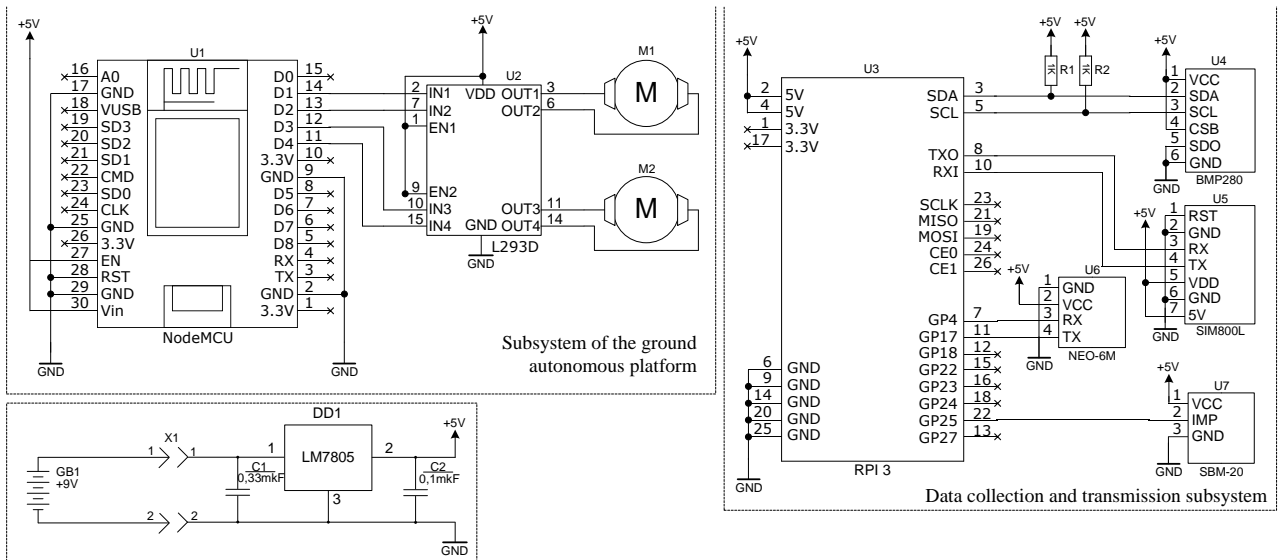 +5V
U1
16 A0
17 GND
18 VUSB
19 SD3
20 SD2
21 SD1
22 CMD
23 SD0
24 CLK
25 GND
26 3.3V
27 EN
28 RST
29 GND
30 Vin
D0 15
D1 14
D2 13
D3 12
D4 11
3.3V 10
GND 9
D5 8
D6 7
D7 6
D8 5
RX 4
TX 3
GND 2
3.3V 1
NodeMCU
GND
GND
+5V
U2
VDD
2 IN1
7 IN2
1 EN1
9 EN2
10 IN3
15 IN4
OUT1 3
OUT2 6
OUT3 11
OUT4 14
GND
L293D
GND
M1
M
M2
M
Subsystem of the ground
autonomous platform
GB1
+9V
X1
1 1
2 2
C1
0,33mkF
DD1
LM7805
1
2
3
C2
0,1mkF
+5V
GND
+5V
U3
2 5V
4 5V
1 3.3V
17 3.3V
6 GND
9 GND
14 GND
20 GND
25 GND
GND
SDA 3
SCL 5
TXO 8
RXI 10
SCLK 23
MISO 21
MOSI 19
CE0 24
CE1 26
GP4 7
GP17 11
GP18 12
GP22 15
GP23 16
GP24 18
GP25 22
GP27 13
RPI 3
+5V
+5V
1K R1
1K R2
+5V
U4
1 VCC
2 SDA
3 SCL
4 CSB
5 SDO
6 GND
BMP280
GND
U5
1 RST
2 GND
3 RX
4 TX
5 VDD
6 GND
7 5V
SIM800L
+5V
GND
U6
+5V
1 GND
2 VCC
3 RX
4 TX
NEO-6M
GND
+5V
U7
1 VCC
2 IMP
3 GND
SBM-20
GND
Data collection and transmission subsystem